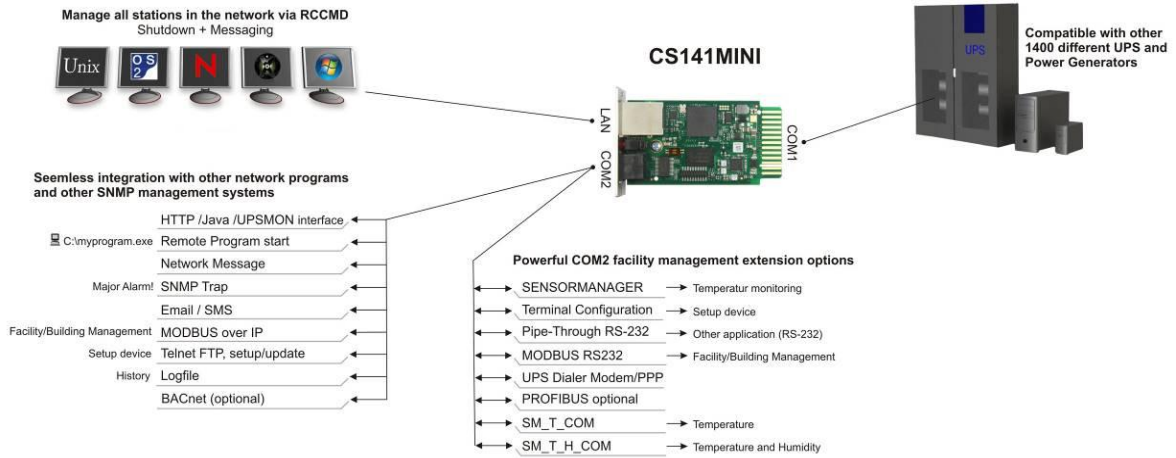 Manage all stations in the network via RCCMD
Shutdown + Messaging
Unix
OS
2
N
CS141MINI
UPS
Compatible with other
1400 different UPS and
Power Generators
LAN
COM2
COM1
Seemless integration with other network programs
and other SNMP management systems
HTTP /Java /UPSMON interface
C:\myprogram.exe Remote Program start
Network Message
Major Alarm! SNMP Trap
Email / SMS
Facility/Building Management MODBUS over IP
Setup device Telnet FTP, setup/update
History Logfile
BACnet (optional)
Powerful COM2 facility management extension options
SENSORMANAGER Temperatur monitoring
Terminal Configuration Setup device
Pipe-Through RS-232 Other application (RS-232)
MODBUS RS232 Facility/Building Management
UPS Dialer Modem/PPP
PROFIBUS optional
SM_T_COM Temperature
SM_T_H_COM Temperature and Humidity